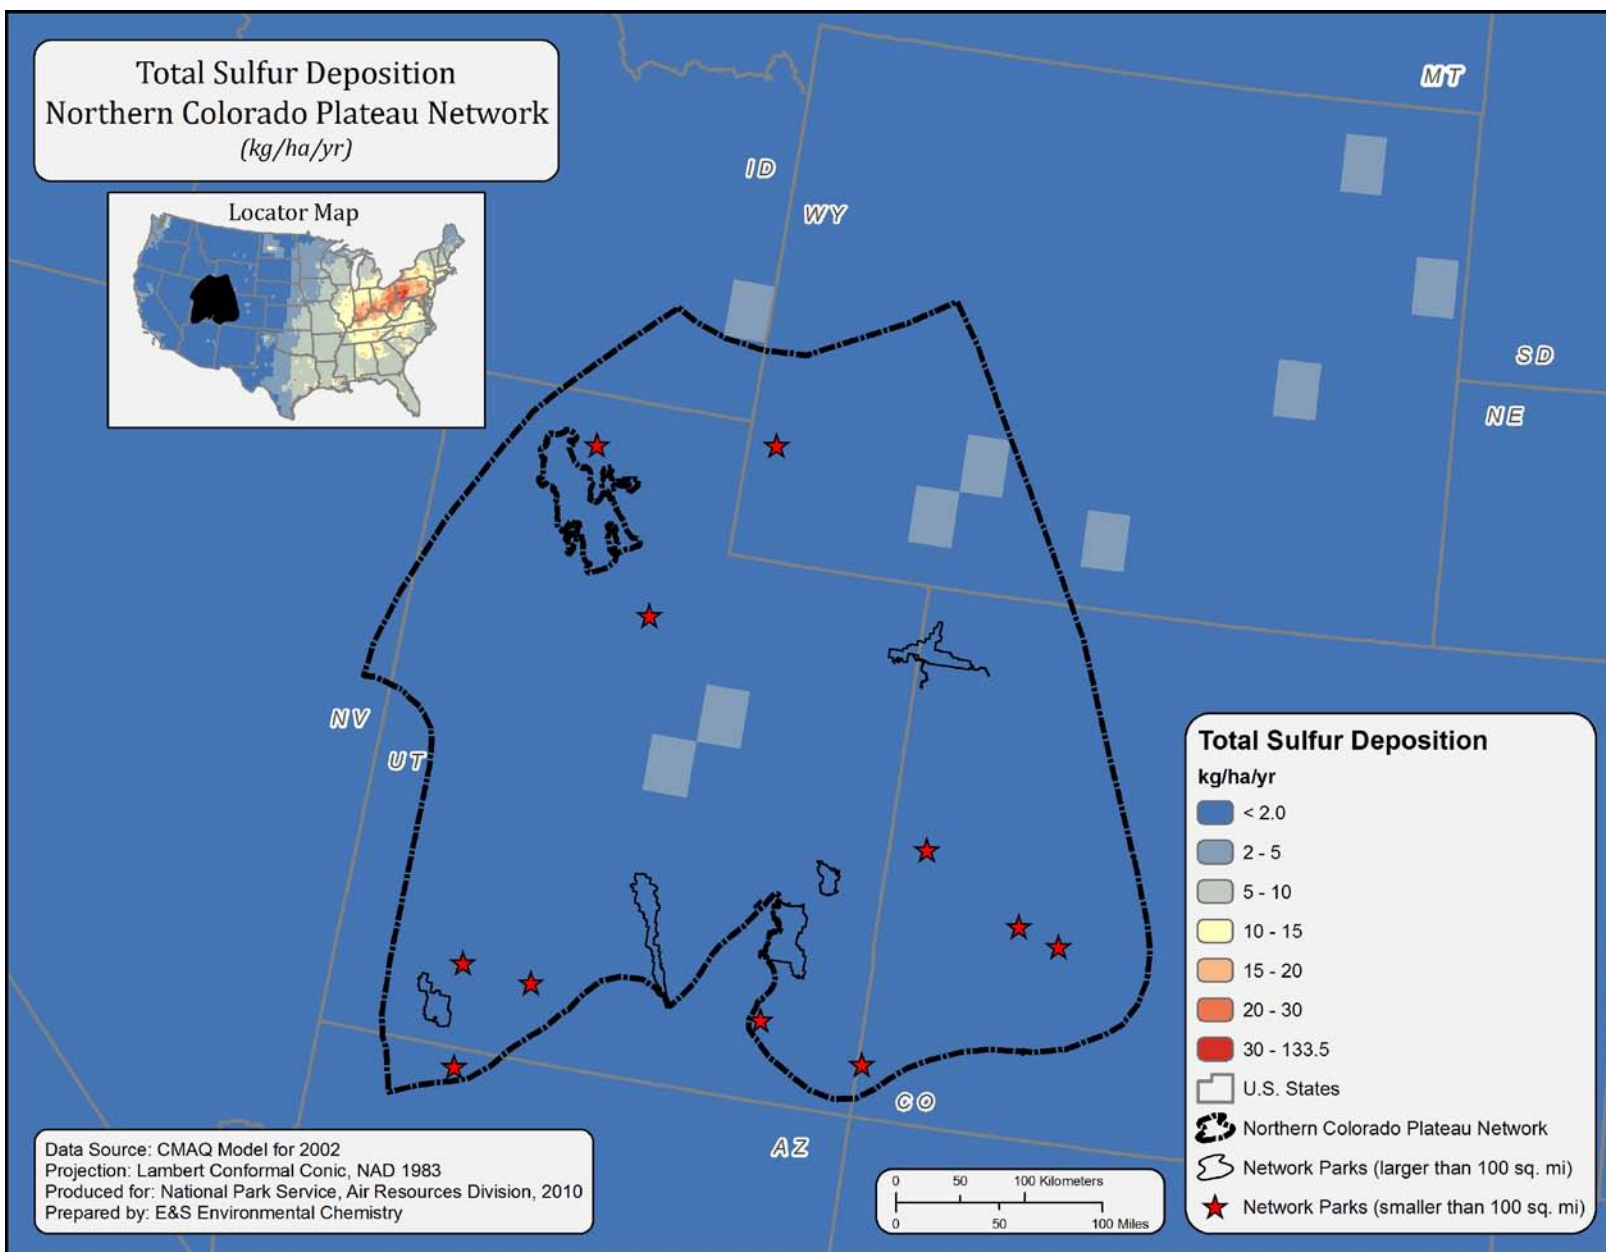 Total Sulfur Deposition
Northern Colorado Plateau Network
(kg/ha/yr)
Locator Map
MT
ID
WY
SD
NE
NV
UT
CO
AZ
Total Sulfur Deposition
kg/ha/yr
< 2.0
2 - 5
5 - 10
10 - 15
15 - 20
20 - 30
30 - 133.5
U.S. States
Northern Colorado Plateau Network
Network Parks (larger than 100 sq. mi)
Network Parks (smaller than 100 sq. mi)
Data Source: CMAQ Model for 2002
Projection: Lambert Conformal Conic, NAD 1983
Produced for: National Park Service, Air Resources Division, 2010
Prepared by: E&S Environmental Chemistry
0 50 100 Kilometers
0 50 100 Miles